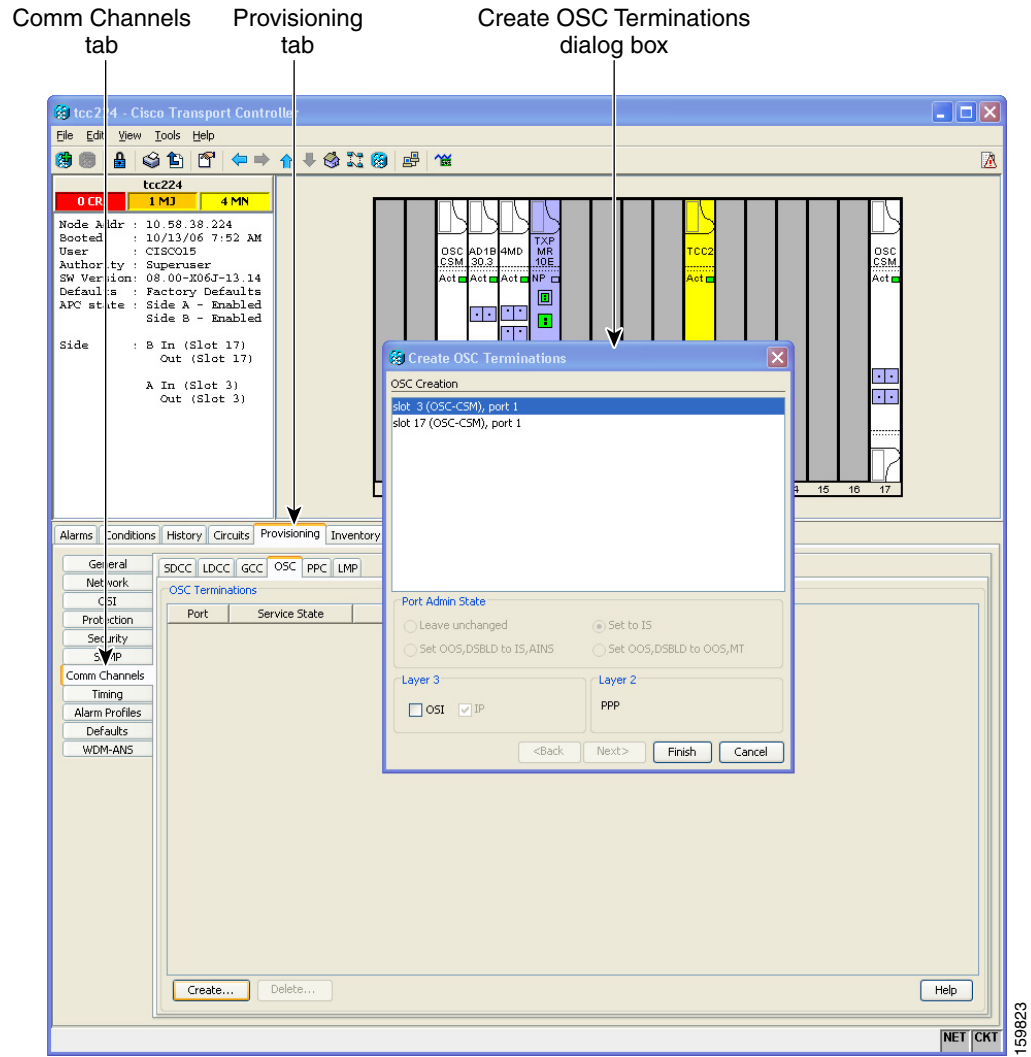 Comm Channels tab
Provisioning tab
Create OSC Terminations dialog box
tcc224 - Cisco Transport Controller
File Edit View Tools Help
tcc224
0 CR 1 MJ 4 MN
Node Addr : 10.58.38.224
Booted : 10/13/06 7:52 AM
User : CISCO15
Authority : Superuser
SW Version: 08.00-X06J-13.14
Defaults : Factory Defaults
APC state : Side A - Enabled
Side B - Enabled
Side : B In (Slot 17)
Out (Slot 17)
A In (Slot 3)
Out (Slot 3)
OSC CSM
Act
AD1B 30.3
Act
4MD
Act
TXP MR 10E
NP
TCC2
Act
OSC CSM
Act
15 16 17
Create OSC Terminations
OSC Creation
slot 3 (OSC-CSM), port 1
slot 17 (OSC-CSM), port 1
Port Admin State
Leave unchanged
Set to IS
Set OOS,DSBLD to IS,AINS
Set OOS,DSBLD to OOS,MT
Layer 3
OSI
IP
Layer 2
PPP
<Back
Next>
Finish
Cancel
Alarms Conditions History Circuits Provisioning Inventory
General
Network
OSI
Protection
Security
SNMP
Comm Channels
Timing
Alarm Profiles
Defaults
WDM-ANS
SDCC LDCC GCC OSC PPC LMP
OSC Terminations
Port Service State
Create...
Delete...
Help
NET CKT
159823